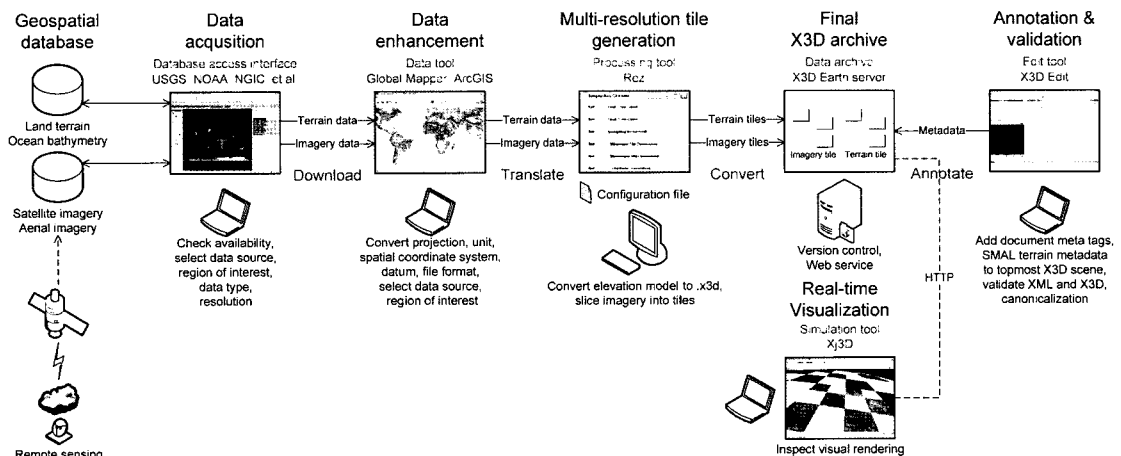 Geospatial
database
Land terrain
Ocean bathymetry
Satellite imagery
Aerial imagery
Remote sensing
Data
acqusition
Database access interface
USGS NOAA NGIC et al
Check availability,
select data source,
region of interest,
data type,
resolution
Terrain data
Imagery data
Download
Data
enhancement
Data tool
Global Mapper ArcGIS
Convert projection, unit,
spatial coordinate system,
datum, file format,
select data source,
region of interest
Terrain data
Imagery data
Translate
Multi-resolution tile
generation
Processing tool
Rez
Configuration file
Convert elevation model to .x3d,
slice imagery into tiles
Terrain tiles
Imagery tiles
Convert
Final
X3D archive
Data archive
X3D Earth server
Imagery tile
Terrain tile
Version control,
Web service
Metadata
Annotate
HTTP
Annotation &
validation
Edit tool
X3D Edit
Add document meta tags,
SMAL terrain metadata
to topmost X3D scene,
validate XML and X3D,
canonicalization
Real-time
Visualization
Simulation tool
Xj3D
Inspect visual rendering